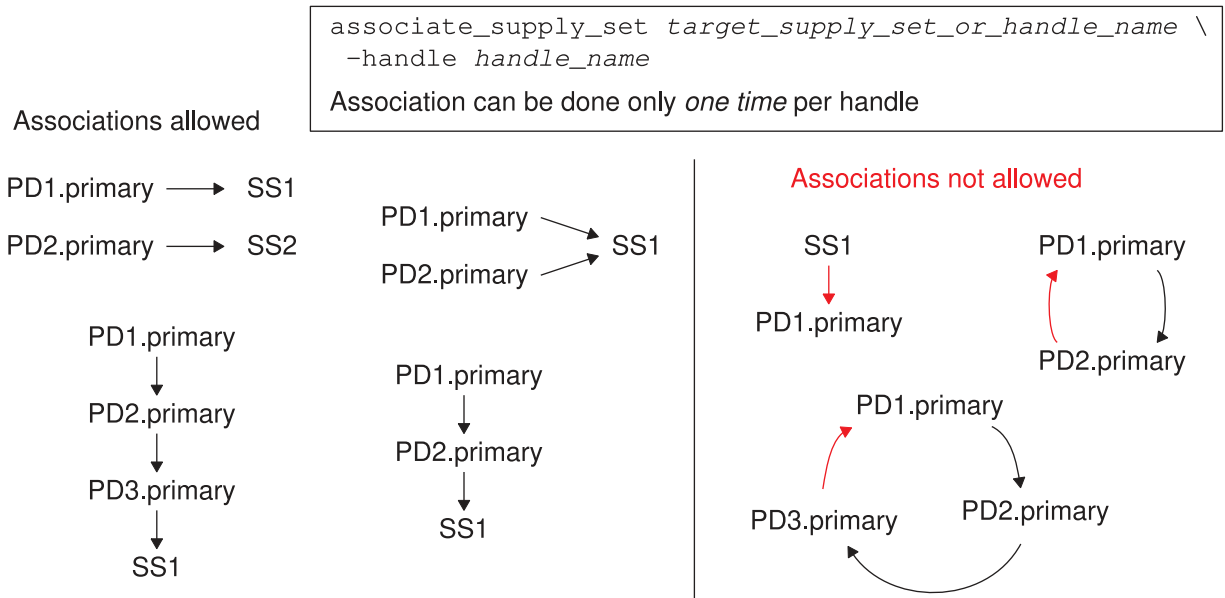 associate_supply_set target_supply_set_or_handle_name \
-handle handle_name
Association can be done only one time per handle
Associations allowed
PD1.primary SS1
PD2.primary SS2
PD1.primary
PD2.primary
SS1
PD1.primary
PD2.primary
PD3.primary
SS1
PD1.primary
PD2.primary
SS1
Associations not allowed
SS1
PD1.primary
PD1.primary
PD2.primary
PD1.primary
PD2.primary
PD3.primary